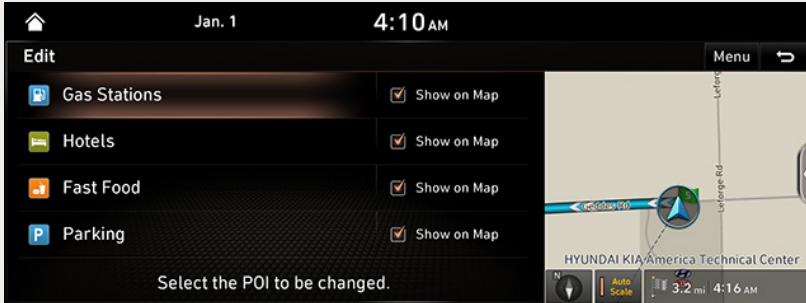 Jan. 1
4:10 AM
Edit
Menu
Gas Stations
Show on Map
Hotels
Show on Map
Fast Food
Show on Map
P
Parking
Show on Map
Select the POI to be changed.
Leforge Rd
Geddes Rd
S
HYUNDAI KIA America Technical Center
N
Auto
Scale
3.2 mi
4:16 AM